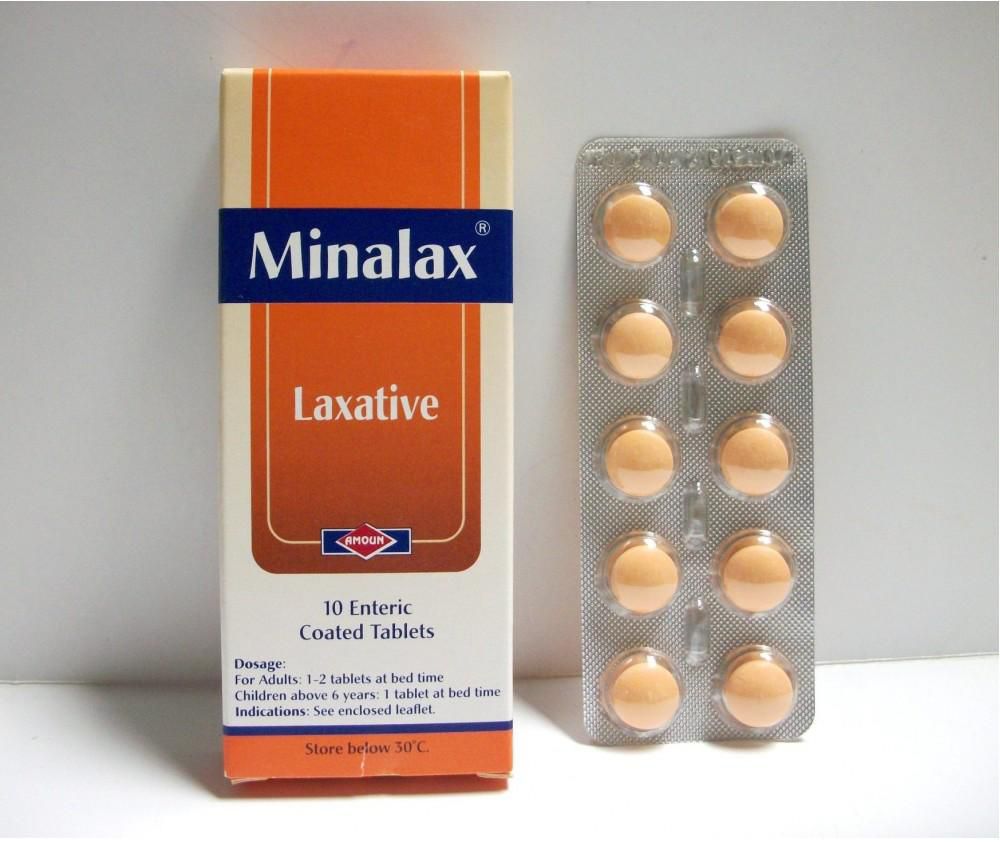 Minalax®
Laxative
AMOUN
10 Enteric
Coated Tablets
Dosage:
For Adults: 1-2 tablets at bed time
Children above 6 years: 1 tablet at bed time
Indications: See enclosed leaflet.
Store below 30°C.